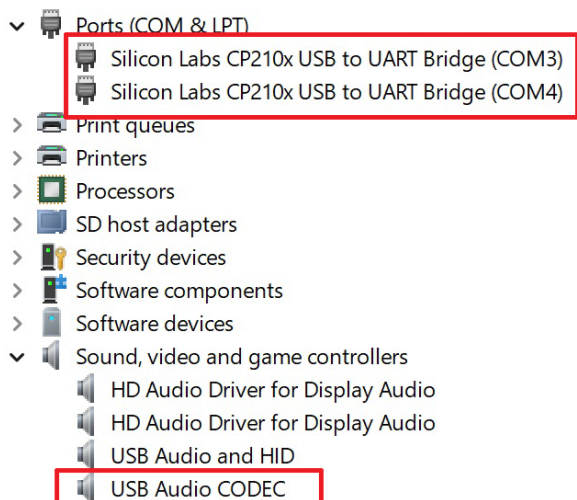 Ports (COM & LPT)
Silicon Labs CP210x USB to UART Bridge (COM3)
Silicon Labs CP210x USB to UART Bridge (COM4)
Print queues
Printers
Processors
SD host adapters
Security devices
Software components
Software devices
Sound, video and game controllers
HD Audio Driver for Display Audio
HD Audio Driver for Display Audio
USB Audio and HID
USB Audio CODEC